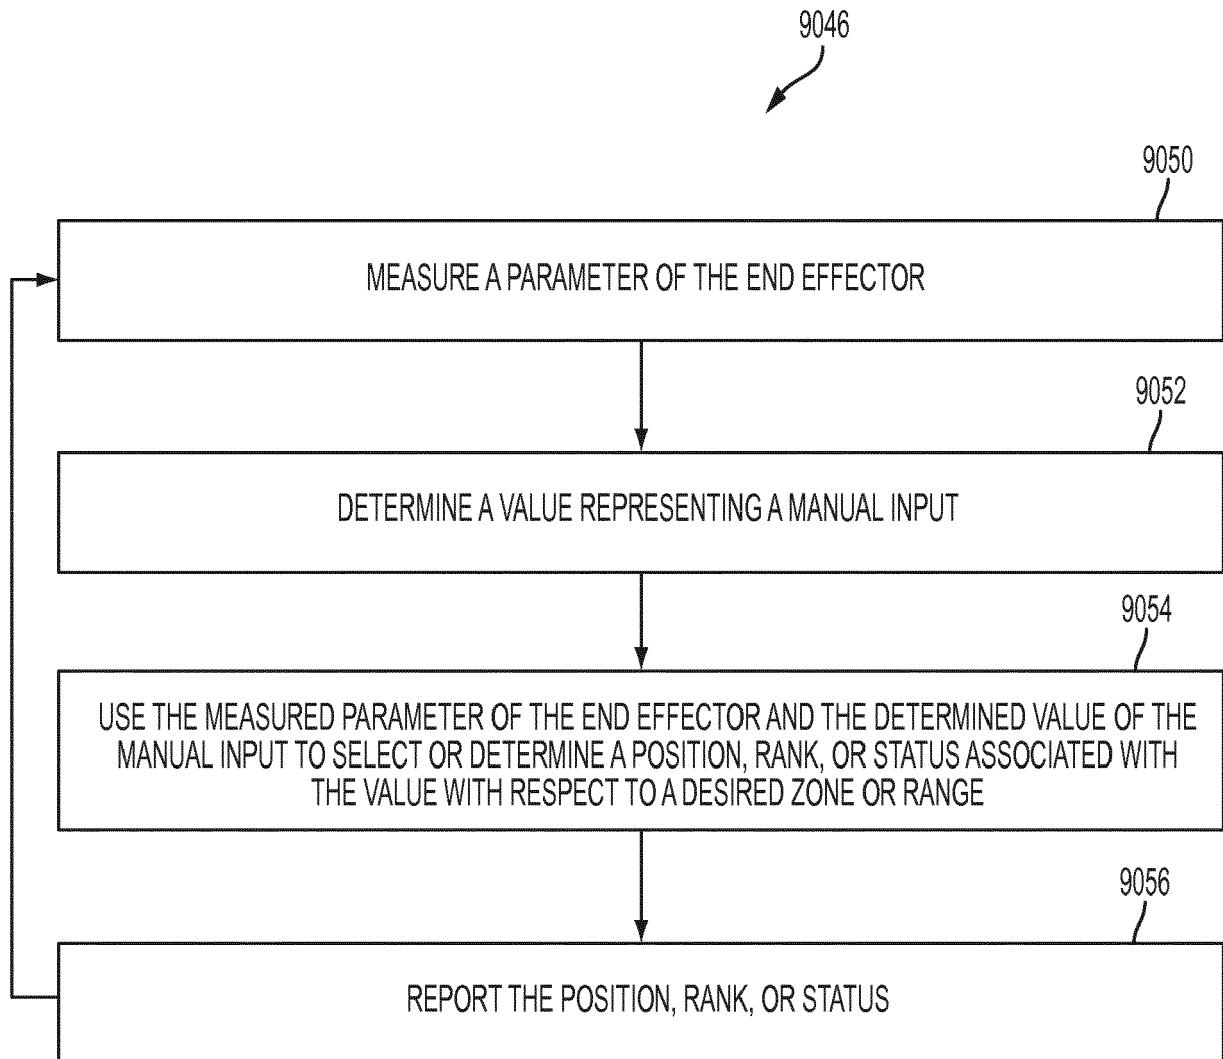 9046
9050
MEASURE A PARAMETER OF THE END EFFECTOR
9052
DETERMINE A VALUE REPRESENTING A MANUAL INPUT
9054
USE THE MEASURED PARAMETER OF THE END EFFECTOR AND THE DETERMINED VALUE OF THE
MANUAL INPUT TO SELECT OR DETERMINE A POSITION, RANK, OR STATUS ASSOCIATED WITH
THE VALUE WITH RESPECT TO A DESIRED ZONE OR RANGE
9056
REPORT THE POSITION, RANK, OR STATUS